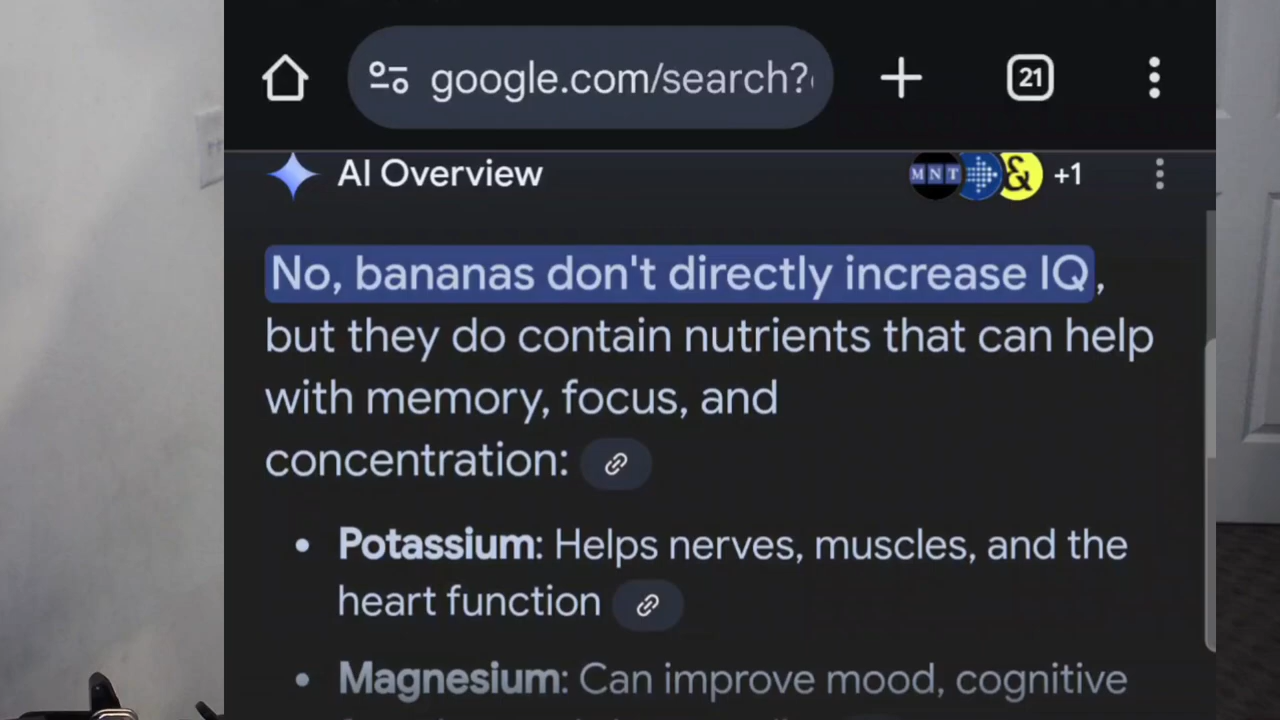 google.com/search?
21
AI Overview
MNT
&
+1
No, bananas don't directly increase IQ,
but they do contain nutrients that can help
with memory, focus, and
concentration:
Potassium: Helps nerves, muscles, and the
heart function
Magnesium: Can improve mood, cognitive